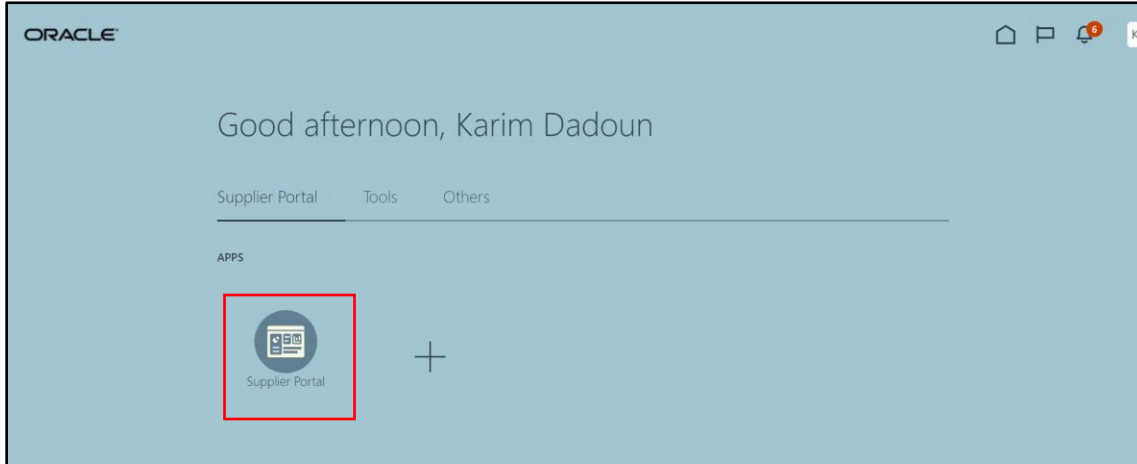 ORACLE
6
K
Good afternoon, Karim Dadoun
Supplier Portal Tools Others
APPS
Supplier Portal